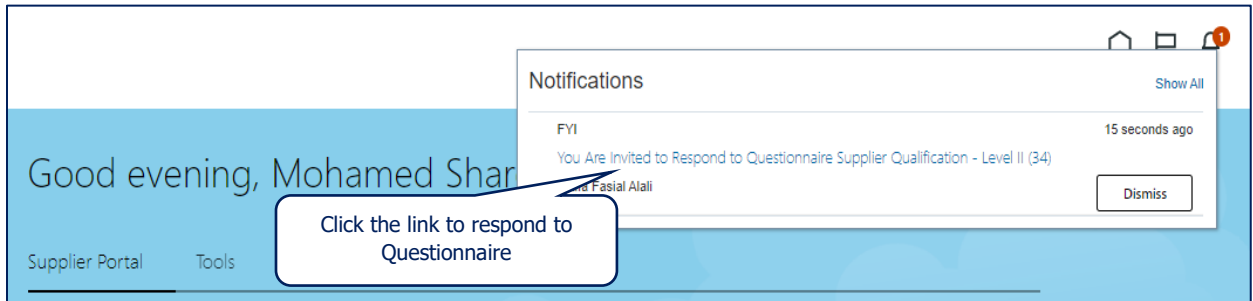 1
Notifications
Show All
FYI
15 seconds ago
You Are Invited to Respond to Questionnaire Supplier Qualification - Level II (34)
Good evening, Mohamed Shar
Fasial Alali
Dismiss
Click the link to respond to
Questionnaire
Supplier Portal
Tools